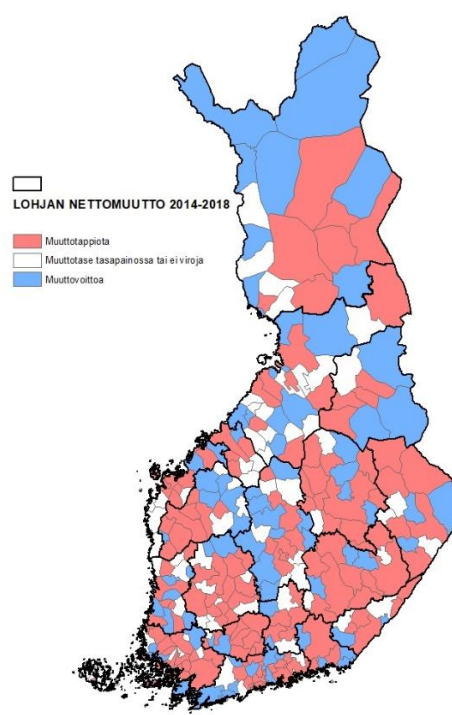 LOHJAN NETTOMUUTTO 2014-2018
Muuttotappiota
Muuttotase tasapainossa tai ei viroja
Muuttovoittoa